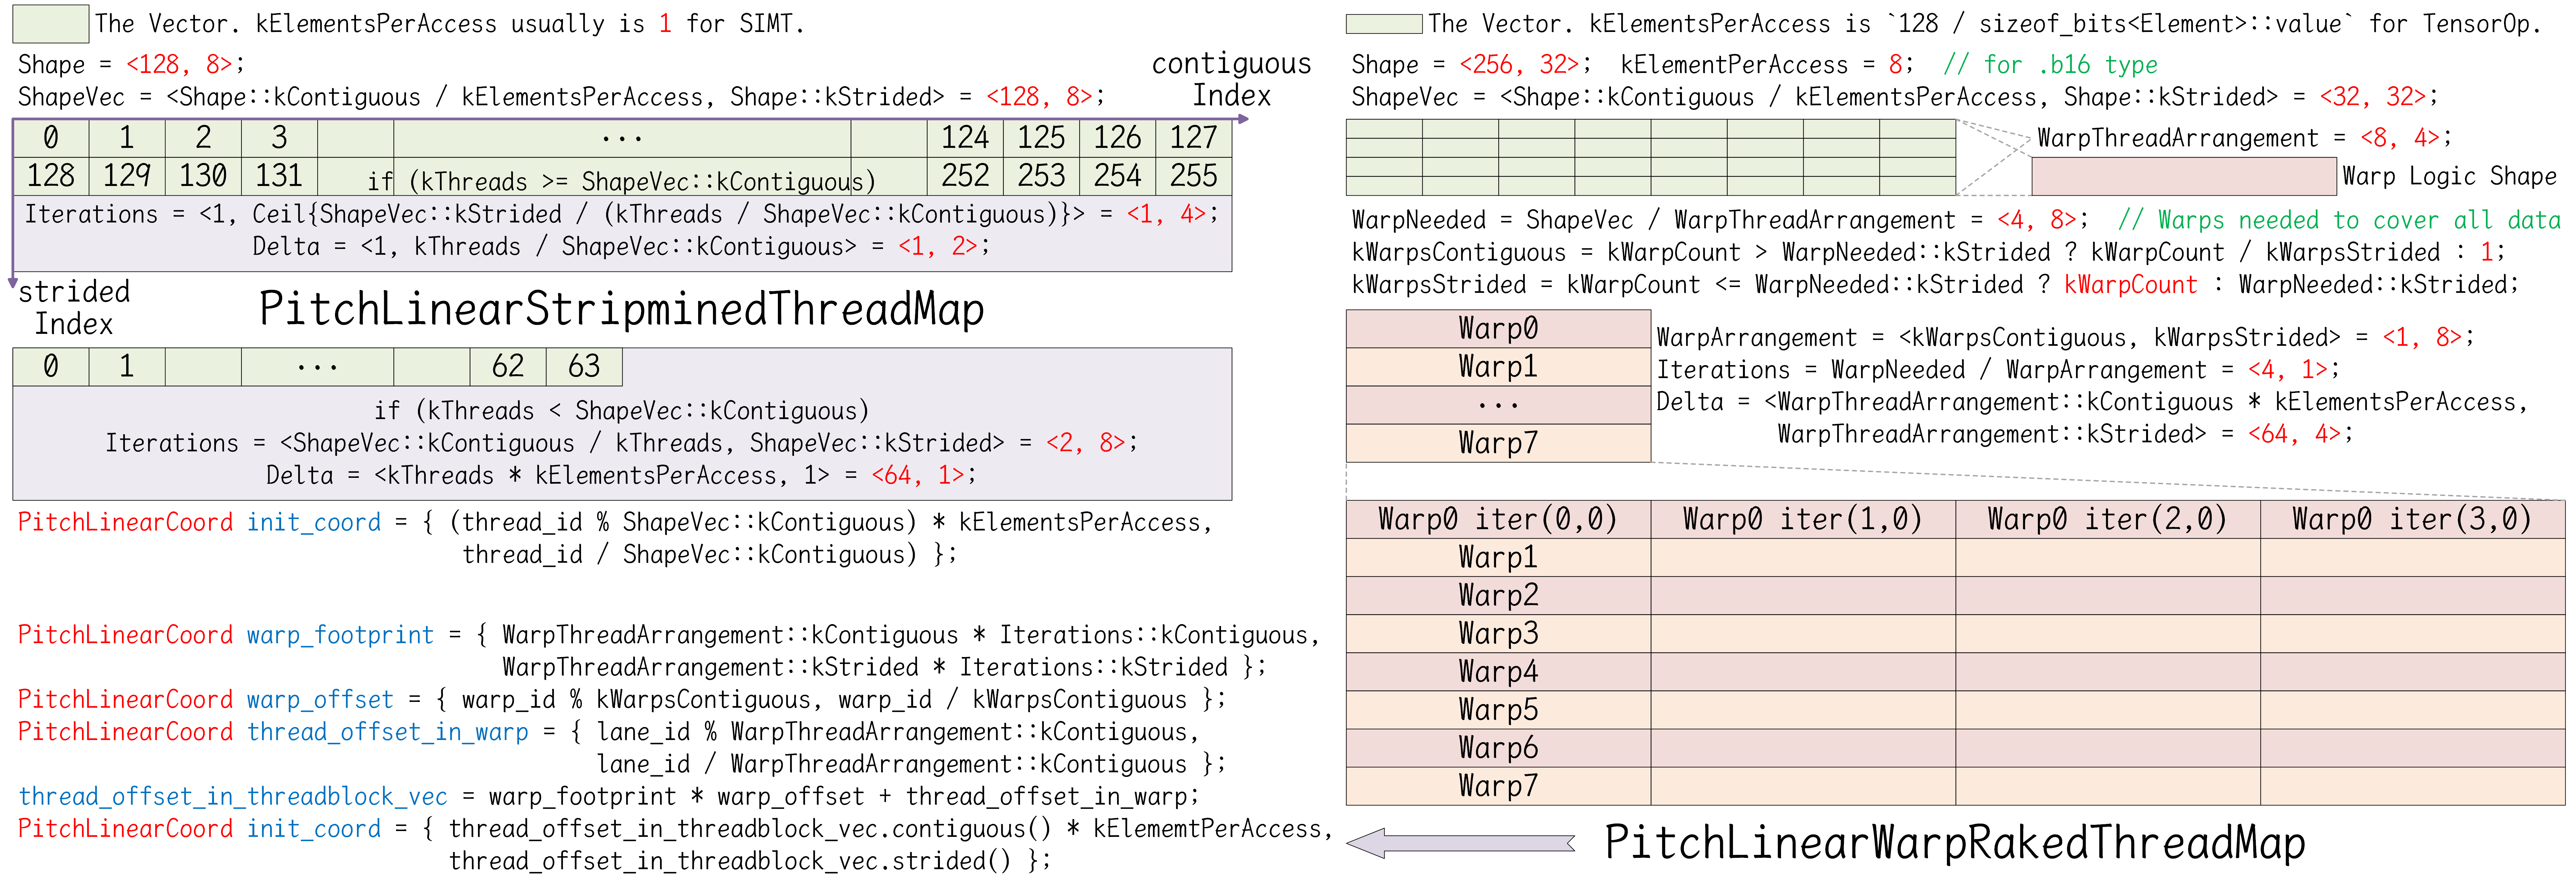 The Vector. kElementsPerAccess usually is 1 for SIMT.
Shape = <128, 8>;
contiguous
Index
ShapeVec = <Shape::kContiguous / kElementsPerAccess, Shape::kStrided> = <128, 8>;
0 1 2 3 ... 124 125 126 127
128 129 130 131 if (kThreads >= ShapeVec::kContiguous) 252 253 254 255
Iterations = <1, Ceil{ShapeVec::kStrided / (kThreads / ShapeVec::kContiguous)}> = <1, 4>;
Delta = <1, kThreads / ShapeVec::kContiguous> = <1, 2>;
strided
Index
PitchLinearStripminedThreadMap
0 1 ... 62 63
if (kThreads < ShapeVec::kContiguous)
Iterations = <ShapeVec::kContiguous / kThreads, ShapeVec::kStrided> = <2, 8>;
Delta = <kThreads * kElementsPerAccess, 1> = <64, 1>;
PitchLinearCoord init_coord = { (thread_id % ShapeVec::kContiguous) * kElementsPerAccess,
thread_id / ShapeVec::kContiguous) };
PitchLinearCoord warp_footprint = { WarpThreadArrangement::kContiguous * Iterations::kContiguous,
WarpThreadArrangement::kStrided * Iterations::kStrided };
PitchLinearCoord warp_offset = { warp_id % kWarpsContiguous, warp_id / kWarpsContiguous };
PitchLinearCoord thread_offset_in_warp = { lane_id % WarpThreadArrangement::kContiguous,
lane_id / WarpThreadArrangement::kContiguous };
thread_offset_in_threadblock_vec = warp_footprint * warp_offset + thread_offset_in_warp;
PitchLinearCoord init_coord = { thread_offset_in_threadblock_vec.contiguous() * kElememtPerAccess,
thread_offset_in_threadblock_vec.strided() };
The Vector. kElementsPerAccess is `128 / sizeof_bits<Element>::value` for TensorOp.
Shape = <256, 32>; kElementPerAccess = 8; // for .b16 type
ShapeVec = <Shape::kContiguous / kElementsPerAccess, Shape::kStrided> = <32, 32>;
WarpThreadArrangement = <8, 4>;
Warp Logic Shape
WarpNeeded = ShapeVec / WarpThreadArrangement = <4, 8>; // Warps needed to cover all data
kWarpsContiguous = kWarpCount > WarpNeeded::kStrided ? kWarpCount / kWarpsStrided : 1;
kWarpsStrided = kWarpCount <= WarpNeeded::kStrided ? kWarpCount : WarpNeeded::kStrided;
Warp0
Warp1
...
Warp7
WarpArrangement = <kWarpsContiguous, kWarpsStrided> = <1, 8>;
Iterations = WarpNeeded / WarpArrangement = <4, 1>;
Delta = <WarpThreadArrangement::kContiguous * kElementsPerAccess,
WarpThreadArrangement::kStrided> = <64, 4>;
Warp0 iter(0,0) Warp0 iter(1,0) Warp0 iter(2,0) Warp0 iter(3,0)
Warp1
Warp2
Warp3
Warp4
Warp5
Warp6
Warp7
PitchLinearWarpRakedThreadMap